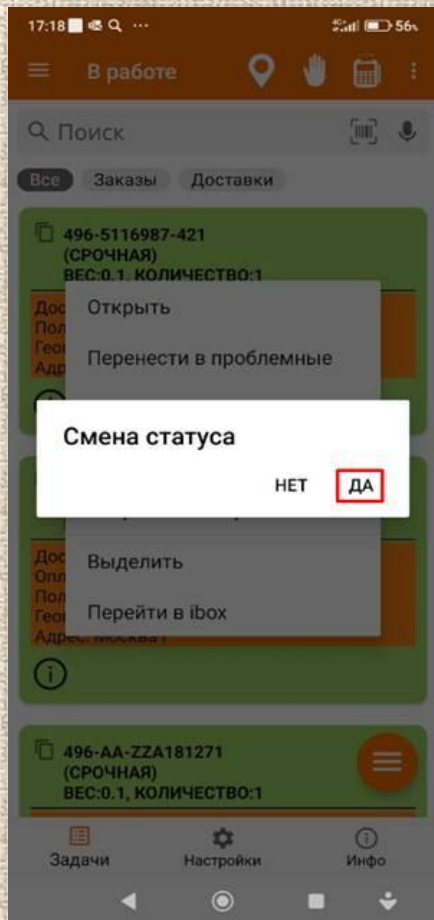 17:18
56%
В работе
Поиск
Все Заказы Доставки
496-5116987-421
(СРОЧНАЯ)
ВЕС:0.1, КОЛИЧЕСТВО:1
Открыть
Перенести в проблемные
Смена статуса
НЕТ ДА
Выделить
Перейти в ibox
Адрес: Москва г
496-AA-ZZA181271
(СРОЧНАЯ)
ВЕС:0.1, КОЛИЧЕСТВО:1
Задачи Настройки Инфо